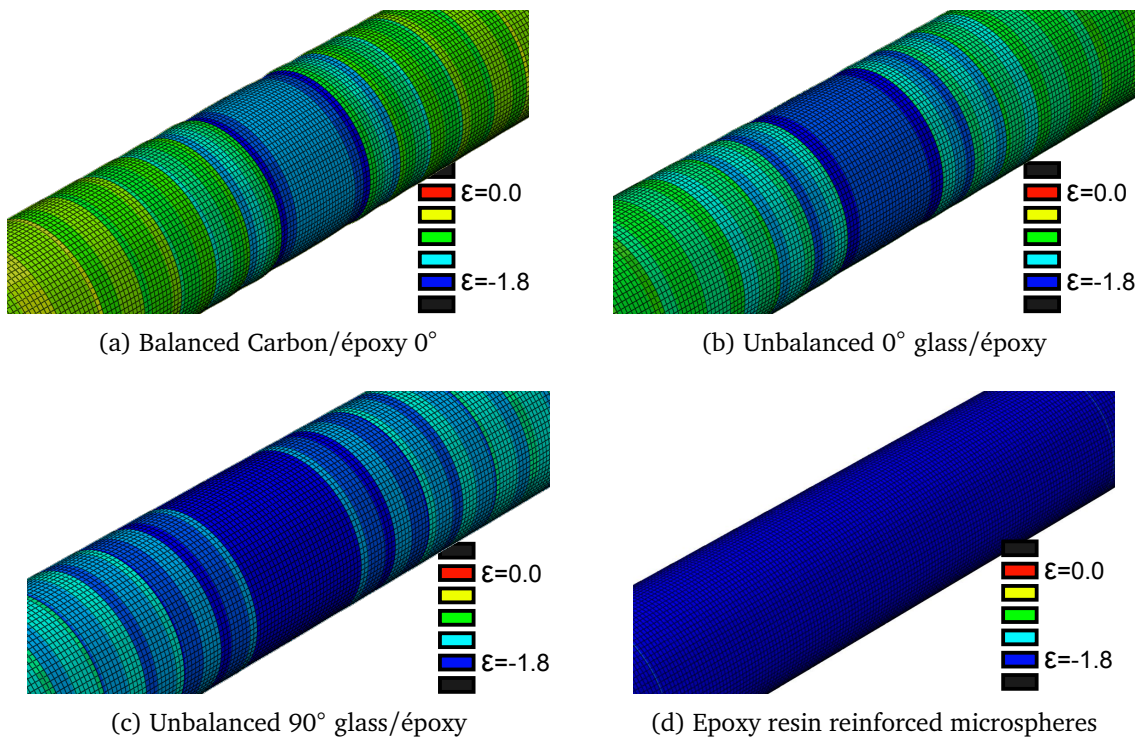 ε=0.0
ε=-1.8
ε=0.0
ε=-1.8
(a) Balanced Carbon/époxy 0°
(b) Unbalanced 0° glass/époxy
ε=0.0
ε=-1.8
ε=0.0
ε=-1.8
(c) Unbalanced 90° glass/époxy
(d) Epoxy resin reinforced microspheres